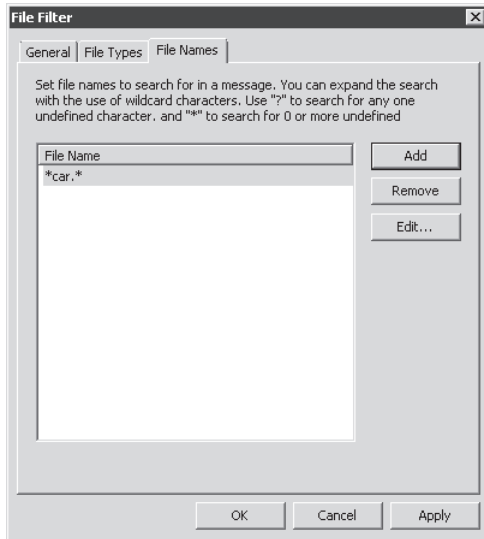 File Filter
General
File Types
File Names
Set file names to search for in a message. You can expand the search
with the use of wildcard characters. Use "?" to search for any one
undefined character. and "*" to search for 0 or more undefined
File Name
*car.*
Add
Remove
Edit...
OK
Cancel
Apply